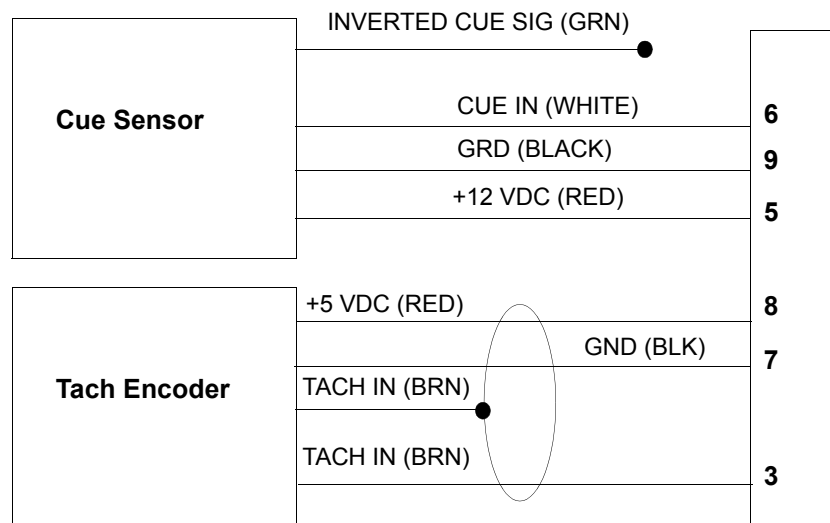 INVERTED CUE SIG (GRN)
Cue Sensor
CUE IN (WHITE)
6
GRD (BLACK)
9
+12 VDC (RED)
5
+5 VDC (RED)
8
GND (BLK)
7
Tach Encoder
TACH IN (BRN)
TACH IN (BRN)
3